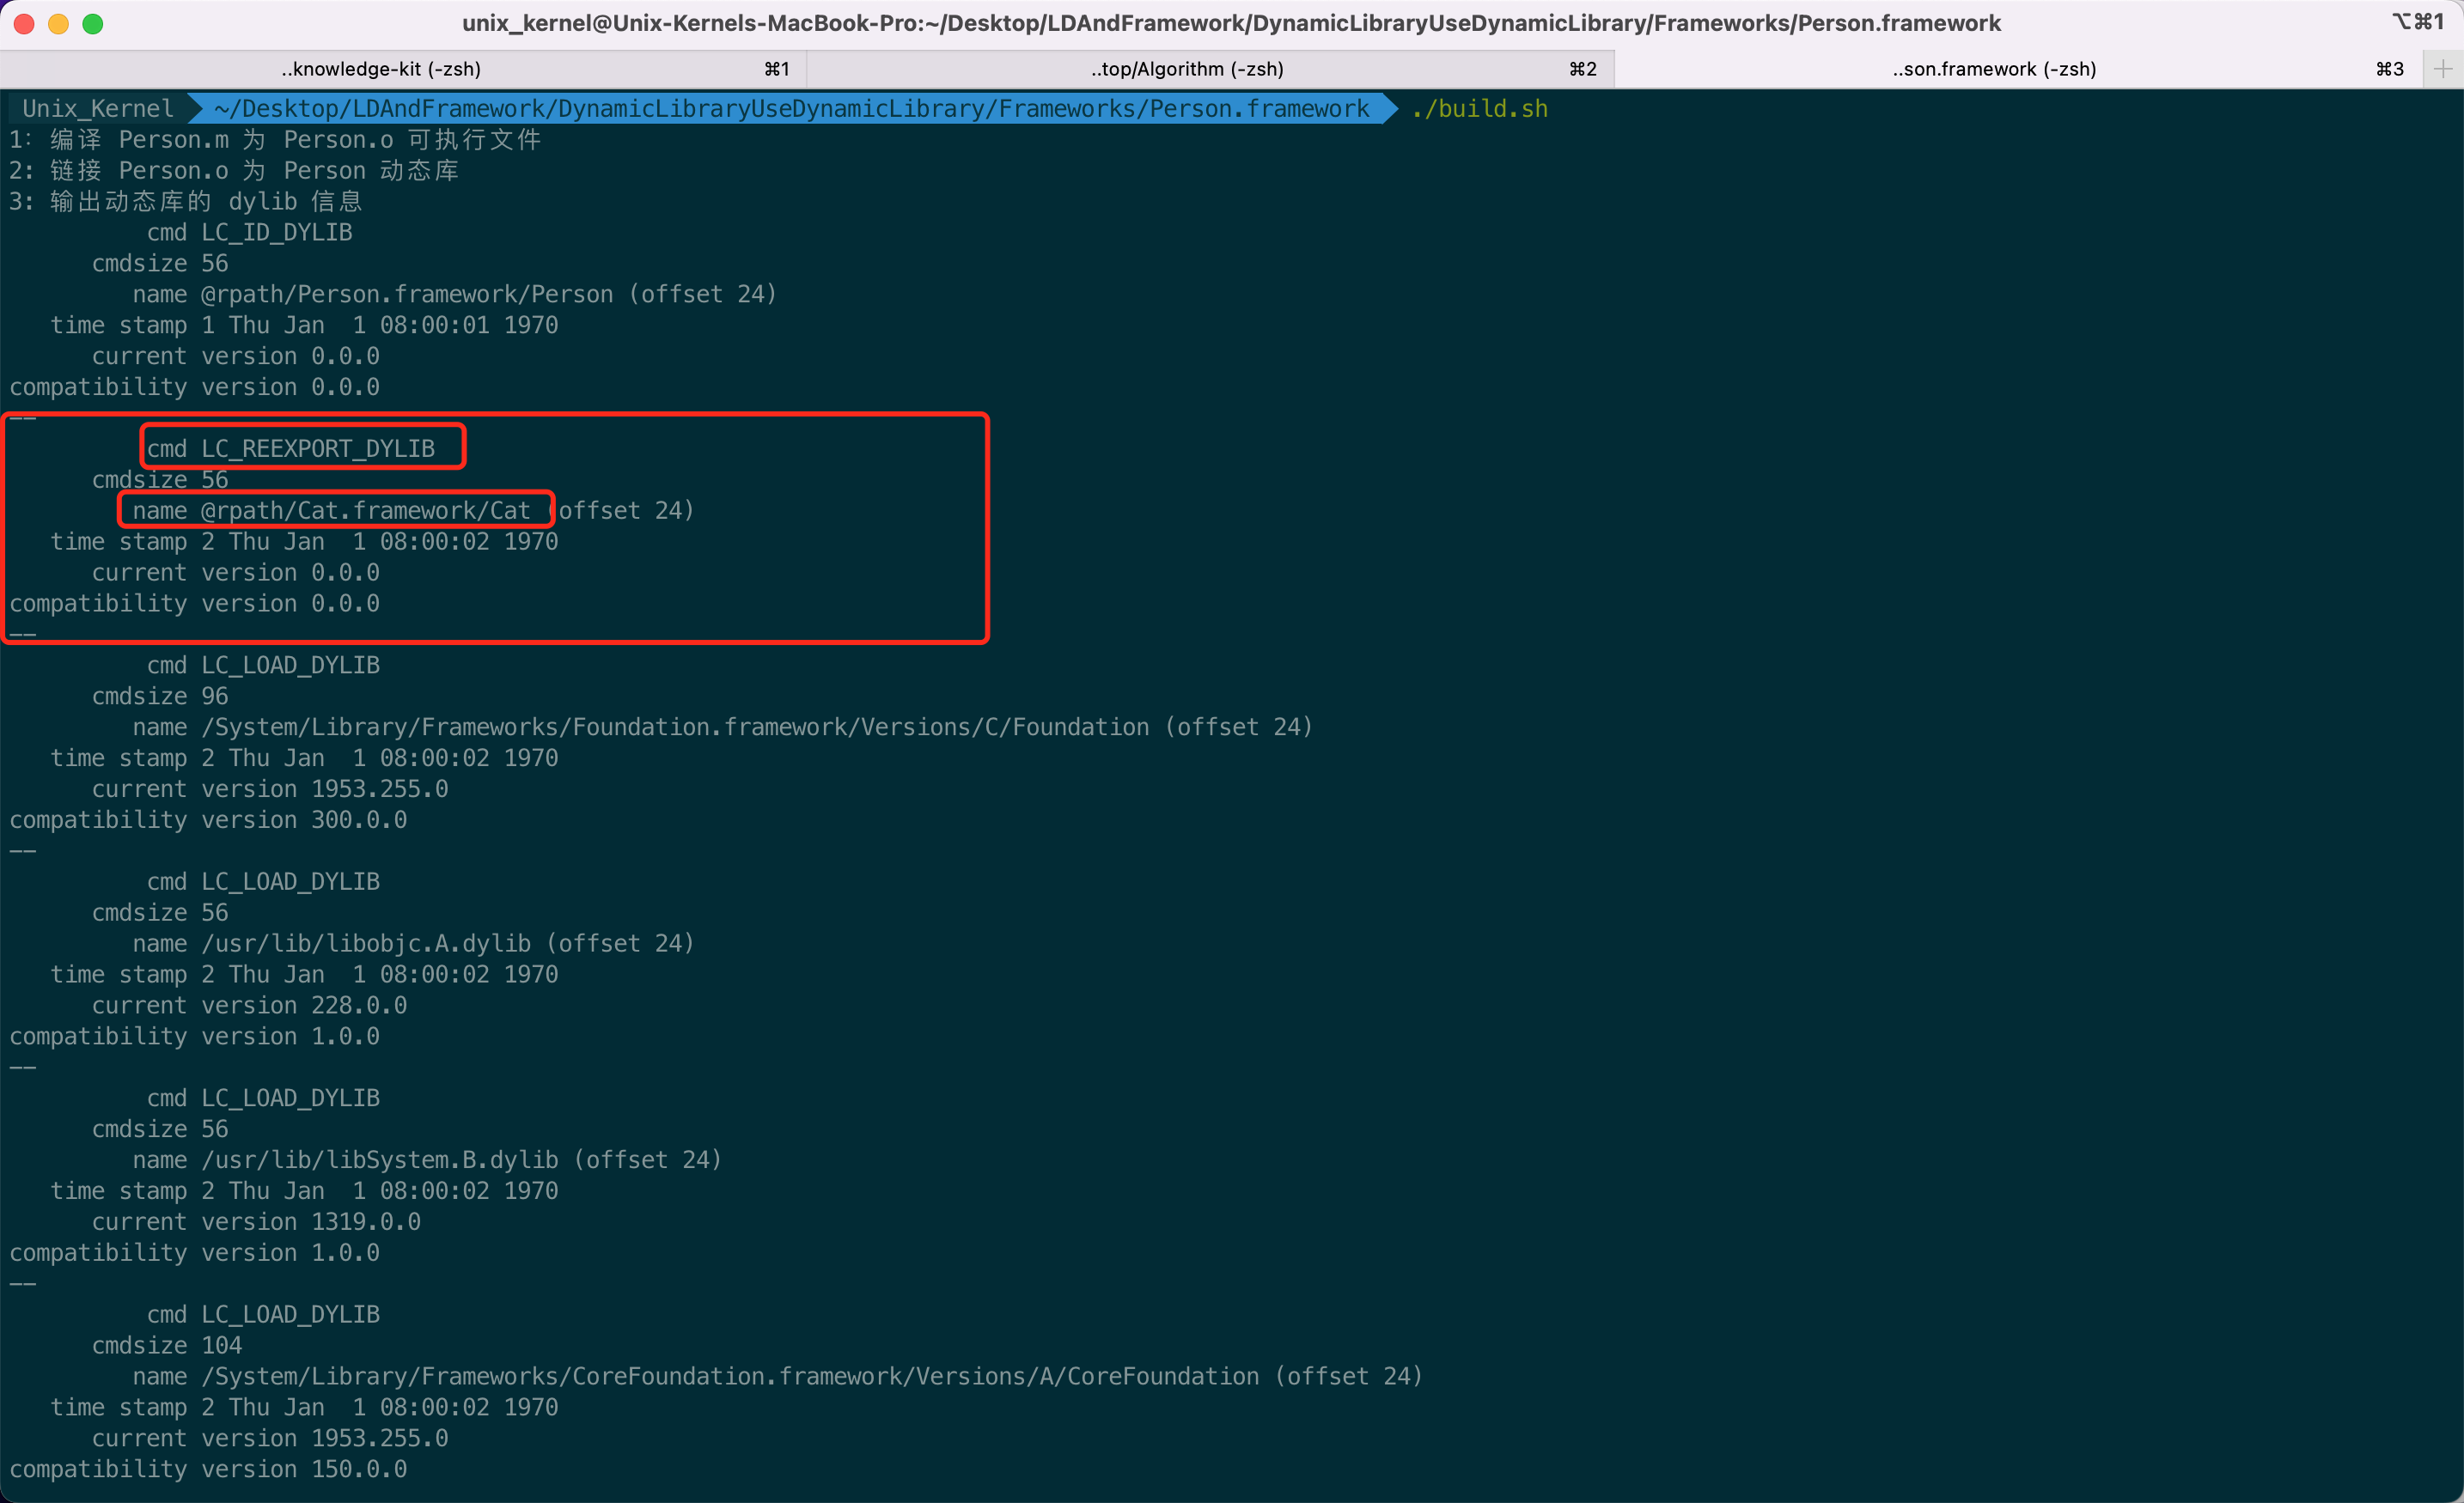 unix_kernel@Unix-Kernels-MacBook-Pro:~/Desktop/LDAndFramework/DynamicLibraryUseDynamicLibrary/Frameworks/Person.framework ⌥⌘1
..knowledge-kit (-zsh) ⌘1 ..top/Algorithm (-zsh) ⌘2 ..son.framework (-zsh) ⌘3
Unix_Kernel ~/Desktop/LDAndFramework/DynamicLibraryUseDynamicLibrary/Frameworks/Person.framework ./build.sh
1: 编译 Person.m 为 Person.o 可执行文件
2: 链接 Person.o 为 Person 动态库
3: 输出动态库的 dylib 信息
cmd LC_ID_DYLIB
cmdsize 56
name @rpath/Person.framework/Person (offset 24)
time stamp 1 Thu Jan  1 08:00:01 1970
current version 0.0.0
compatibility version 0.0.0
--
cmd LC_REEXPORT_DYLIB
cmdsize 56
name @rpath/Cat.framework/Cat (offset 24)
time stamp 2 Thu Jan  1 08:00:02 1970
current version 0.0.0
compatibility version 0.0.0
--
cmd LC_LOAD_DYLIB
cmdsize 96
name /System/Library/Frameworks/Foundation.framework/Versions/C/Foundation (offset 24)
time stamp 2 Thu Jan  1 08:00:02 1970
current version 1953.255.0
compatibility version 300.0.0
--
cmd LC_LOAD_DYLIB
cmdsize 56
name /usr/lib/libobjc.A.dylib (offset 24)
time stamp 2 Thu Jan  1 08:00:02 1970
current version 228.0.0
compatibility version 1.0.0
--
cmd LC_LOAD_DYLIB
cmdsize 56
name /usr/lib/libSystem.B.dylib (offset 24)
time stamp 2 Thu Jan  1 08:00:02 1970
current version 1319.0.0
compatibility version 1.0.0
--
cmd LC_LOAD_DYLIB
cmdsize 104
name /System/Library/Frameworks/CoreFoundation.framework/Versions/A/CoreFoundation (offset 24)
time stamp 2 Thu Jan  1 08:00:02 1970
current version 1953.255.0
compatibility version 150.0.0